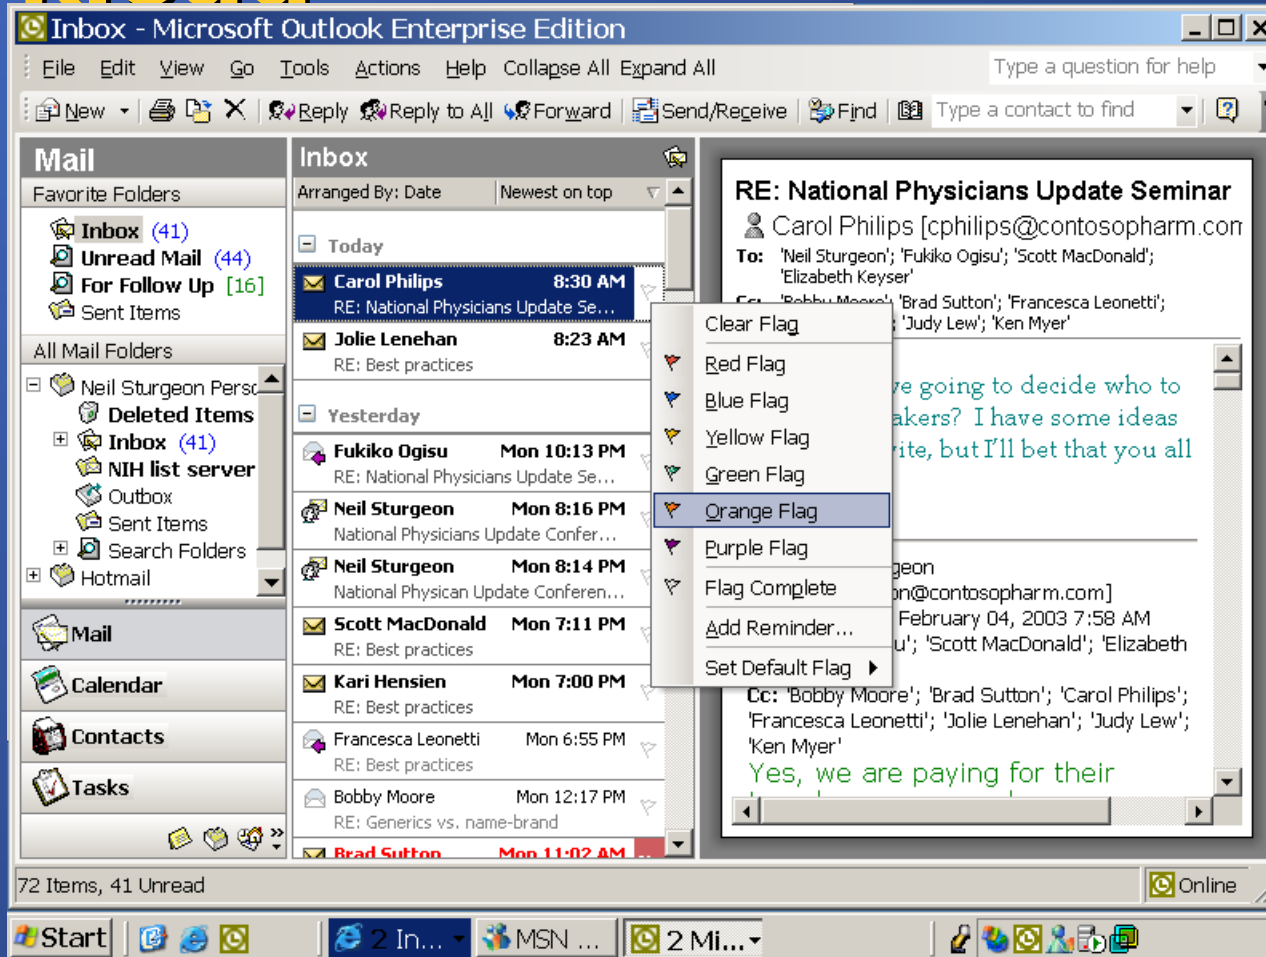 Inbox - Microsoft Outlook Enterprise Edition
File Edit View Go Tools Actions Help Collapse All Expand All Type a question for help
New Reply Reply to All Forward Send/Receive Find Type a contact to find
Mail
Favorite Folders
Inbox (41)
Unread Mail (44)
For Follow Up [16]
Sent Items
All Mail Folders
Neil Sturgeon Perso
Deleted Items
Inbox (41)
NIH list server
Outbox
Sent Items
Search Folders
Hotmail
Mail
Calendar
Contacts
Tasks
Inbox
Arranged By: Date Newest on top
Today
Carol Philips 8:30 AM
RE: National Physicians Update Se...
Jolie Lenehan 8:23 AM
RE: Best practices
Yesterday
Fukiko Ogisu Mon 10:13 PM
RE: National Physicians Update Se...
Neil Sturgeon Mon 8:16 PM
National Physicians Update Confer...
Neil Sturgeon Mon 8:14 PM
National Physican Update Conferen...
Scott MacDonald Mon 7:11 PM
RE: Best practices
Kari Hensien Mon 7:00 PM
RE: Best practices
Francesca Leonetti Mon 6:55 PM
RE: Best practices
Bobby Moore Mon 12:17 PM
RE: Generics vs. name-brand
Brad Sutton Mon 11:02 AM
Clear Flag
Red Flag
Blue Flag
Yellow Flag
Green Flag
Orange Flag
Purple Flag
Flag Complete
Add Reminder...
Set Default Flag
RE: National Physicians Update Seminar
Carol Philips [cphilips@contosopharm.com
To: 'Neil Sturgeon'; 'Fukiko Ogisu'; 'Scott MacDonald';
'Elizabeth Keyser'
Cc: 'Bobby Moore'; 'Brad Sutton'; 'Francesca Leonetti';
'Judy Lew'; 'Ken Myer'
ve going to decide who to
akers? I have some ideas
ite, but I'll bet that you all
geon
on@contosopharm.com]
February 04, 2003 7:58 AM
u'; 'Scott MacDonald'; 'Elizabeth
Cc: 'Bobby Moore'; 'Brad Sutton'; 'Carol Philips';
'Francesca Leonetti'; 'Jolie Lenehan'; 'Judy Lew';
'Ken Myer'
Yes, we are paying for their
72 Items, 41 Unread Online
Start 2 In... MSN ... 2 Mi...